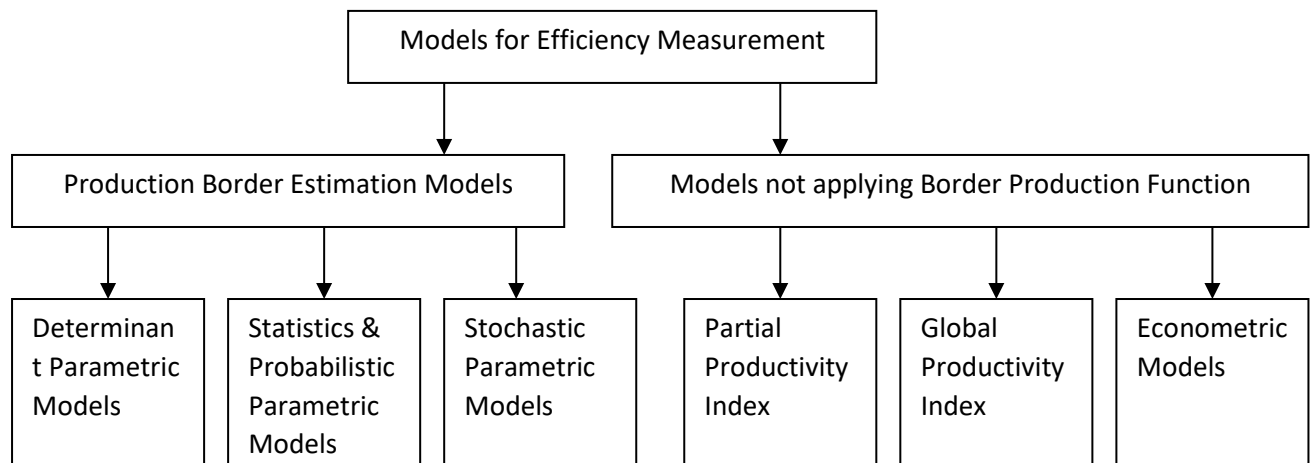 Models for Efficiency Measurement
Production Border Estimation Models
Models not applying Border Production Function
Determinan
t Parametric
Models
Statistics &
Probabilistic
Parametric
Models
Stochastic
Parametric
Models
Partial
Productivity
Index
Global
Productivity
Index
Econometric
Models